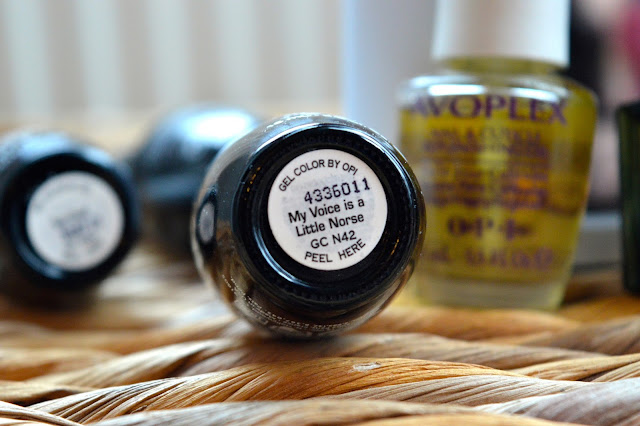 GEL COLOR BY OPI
4336011
My Voice is a
Little Norse
GC N42
PEEL HERE
AVOPLEX
OPI